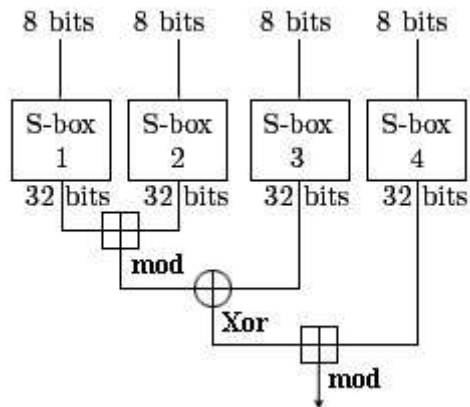 8 bits 8 bits 8 bits 8 bits
S-box S-box S-box S-box
1 2 3 4
32 bits 32 bits 32 bits 32 bits
mod
Xor
mod